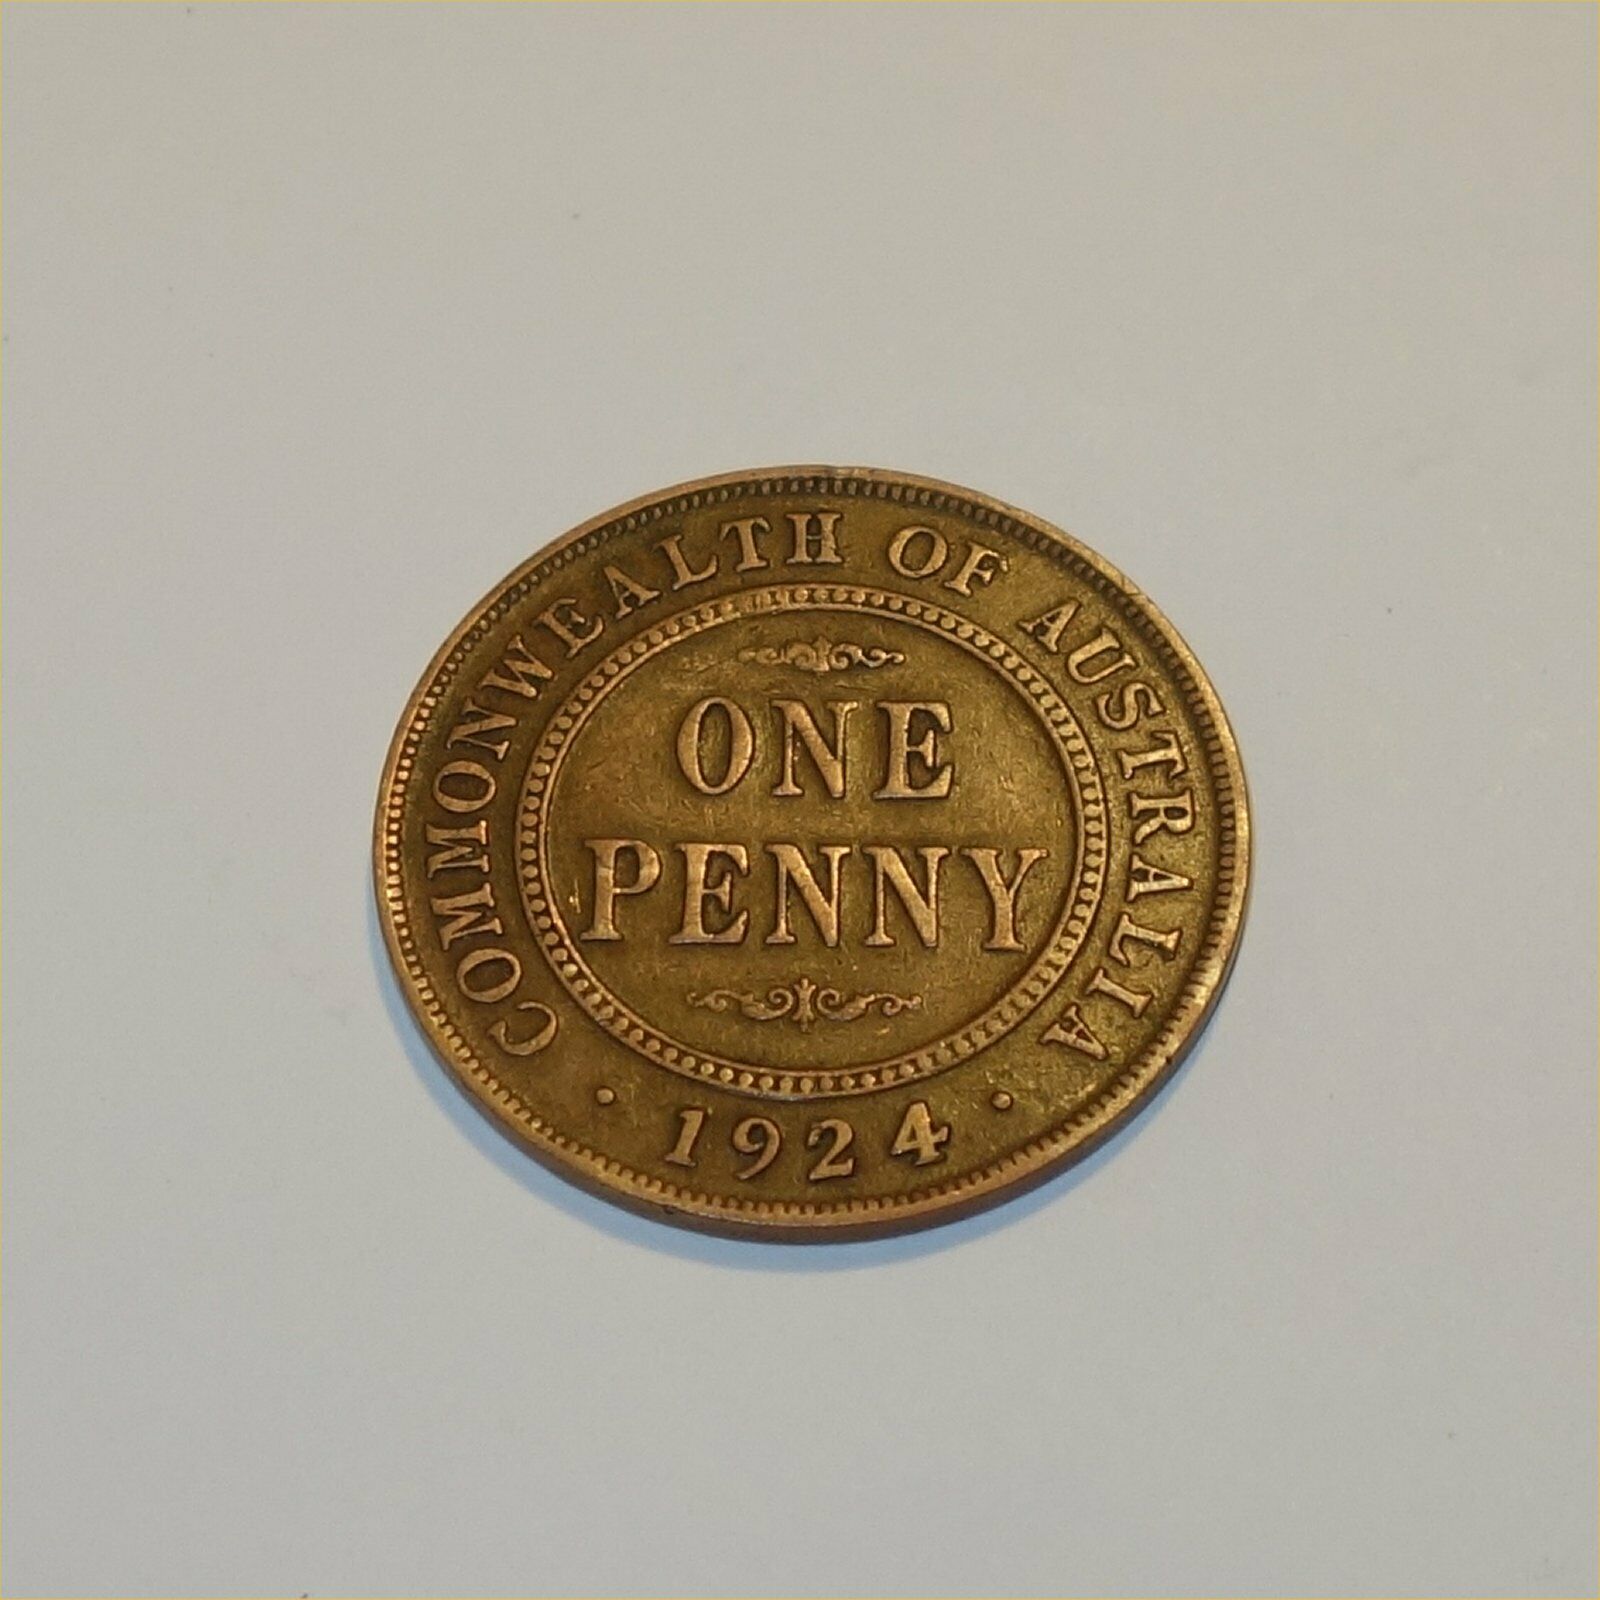 COMMONWEALTH OF AUSTRALIA
ONE
PENNY
· 1924 ·